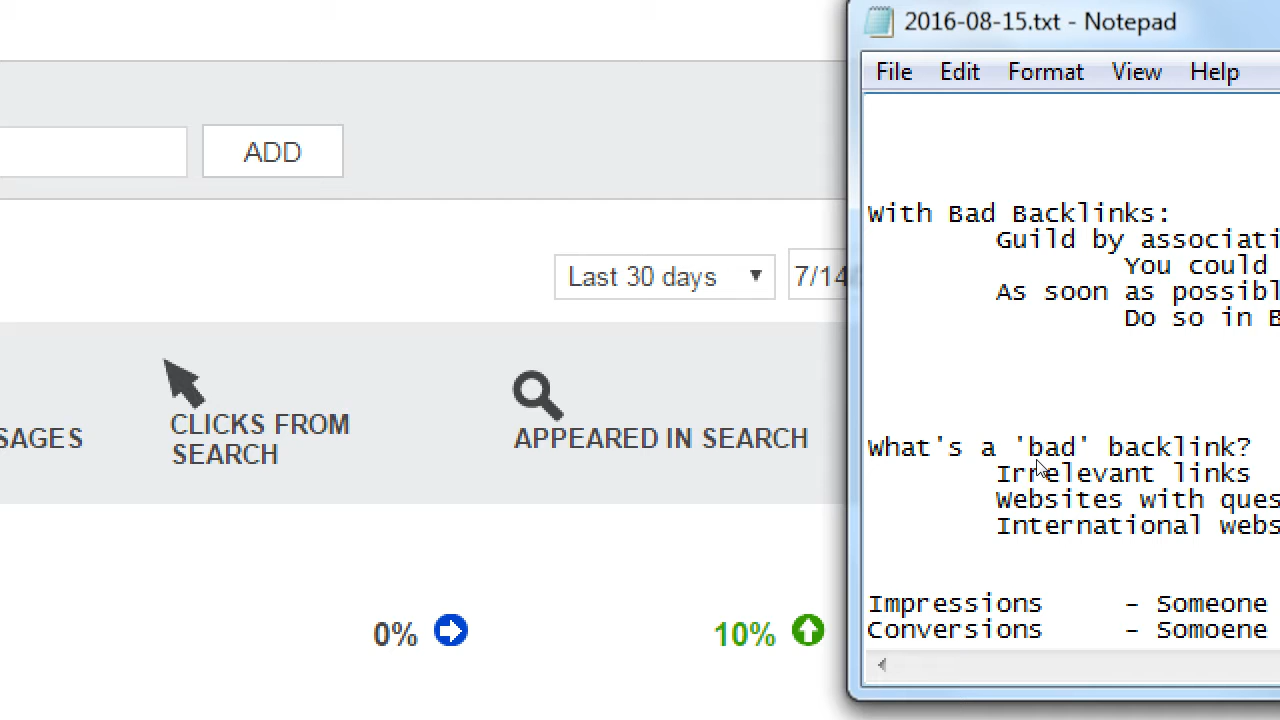 ADD
Last 30 days
7/14
SAGES
CLICKS FROM
SEARCH
APPEARED IN SEARCH
0%
10%
2016-08-15.txt - Notepad
File Edit Format View Help
With Bad Backlinks:
Guild by associati
You could
As soon as possibl
Do so in B
What's a 'bad' backlink?
Irrelevant links
Websites with ques
International webs
Impressions - Someone
Conversions - Somoene